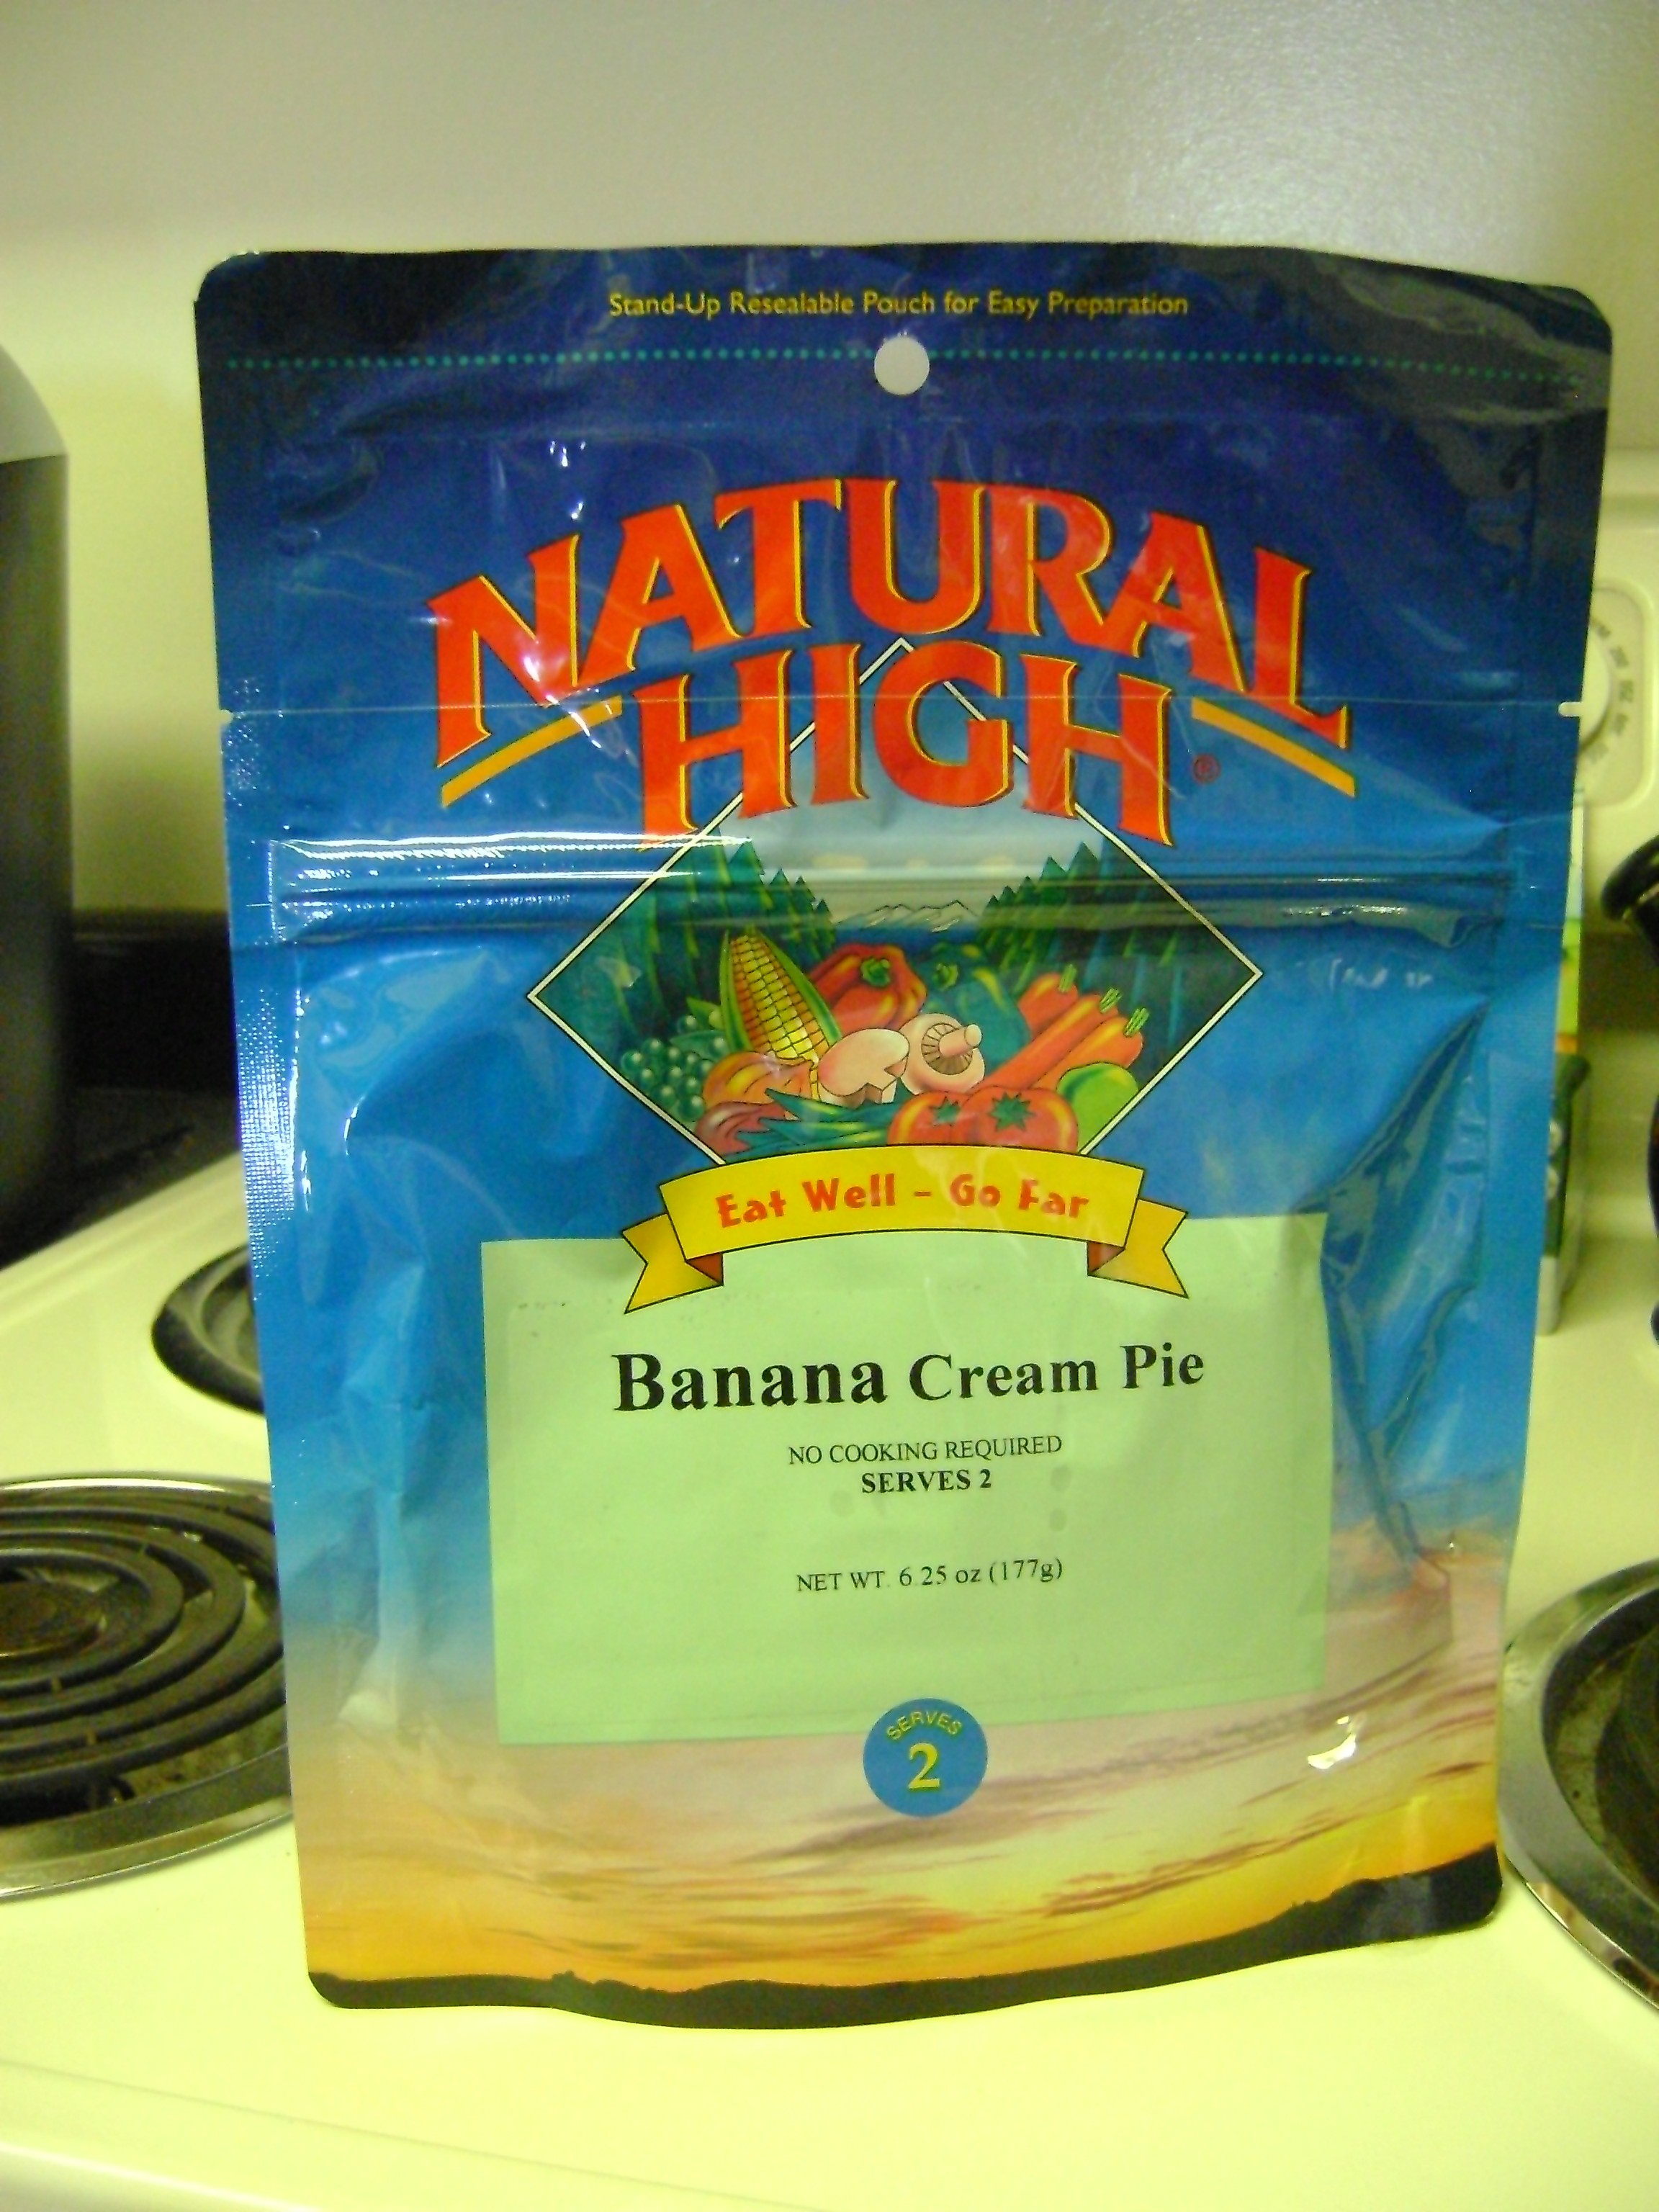 Stand-Up Resealable Pouch for Easy Preparation
NATURAL
HIGH®
Eat Well - Go Far
Banana Cream Pie
NO COOKING REQUIRED
SERVES 2
NET WT. 6.25 oz (177g)
SERVES
2